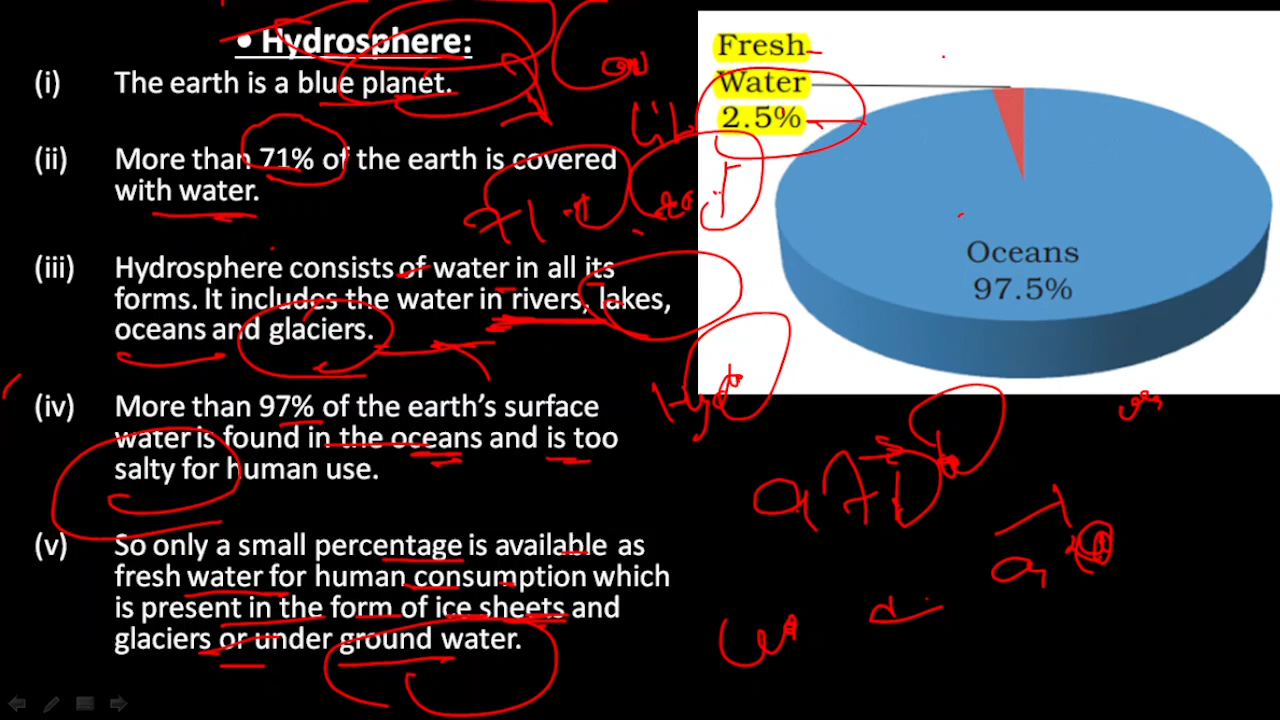 • Hydrosphere:
(i) The earth is a blue planet.
(ii) More than 71% of the earth is covered
with water.
(iii) Hydrosphere consists of water in all its
forms. It includes the water in rivers, lakes,
oceans and glaciers.
(iv) More than 97% of the earth’s surface
water is found in the oceans and is too
salty for human use.
(v) So only a small percentage is available as
fresh water for human consumption which
is present in the form of ice sheets and
glaciers or under ground water.
Fresh
Water
2.5%
Oceans
97.5%